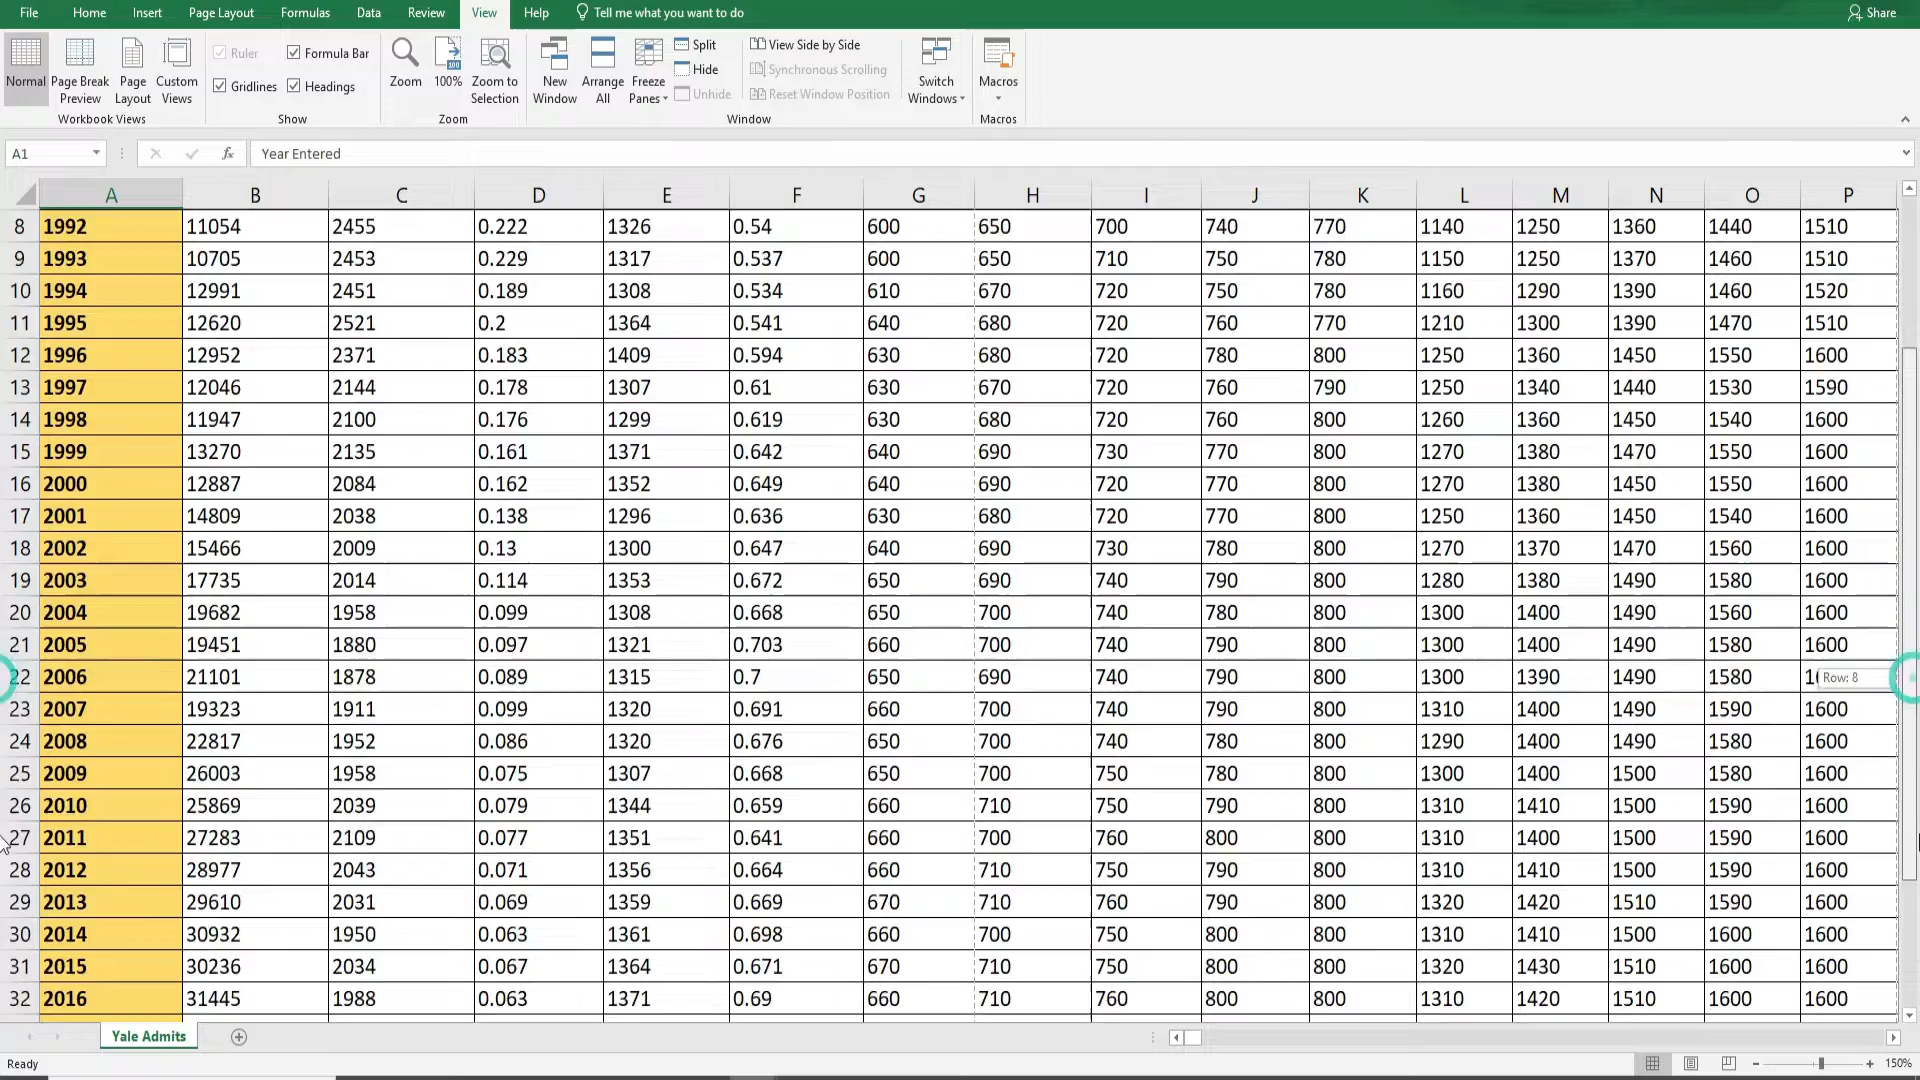 File Home Insert Page Layout Formulas Data Review View Help Tell me what you want to do Share
Normal Page Break Preview Page Layout Custom Views
Workbook Views
Ruler Formula Bar
Gridlines Headings
Show
Zoom 100% Zoom to Selection
Zoom
New Window Arrange All Freeze Panes
Split
Hide
Unhide
View Side by Side
Synchronous Scrolling
Reset Window Position
Switch Windows
Window
Macros
Macros
A1 fx Year Entered
A B C D E F G H I J K L M N O P
8 1992 11054 2455 0.222 1326 0.54 600 650 700 740 770 1140 1250 1360 1440 1510
9 1993 10705 2453 0.229 1317 0.537 600 650 710 750 780 1150 1250 1370 1460 1510
10 1994 12991 2451 0.189 1308 0.534 610 670 720 750 780 1160 1290 1390 1460 1520
11 1995 12620 2521 0.2 1364 0.541 640 680 720 760 770 1210 1300 1390 1470 1510
12 1996 12952 2371 0.183 1409 0.594 630 680 720 780 800 1250 1360 1450 1550 1600
13 1997 12046 2144 0.178 1307 0.61 630 670 720 760 790 1250 1340 1440 1530 1590
14 1998 11947 2100 0.176 1299 0.619 630 680 720 760 800 1260 1360 1450 1540 1600
15 1999 13270 2135 0.161 1371 0.642 640 690 730 770 800 1270 1380 1470 1550 1600
16 2000 12887 2084 0.162 1352 0.649 640 690 720 770 800 1270 1380 1450 1550 1600
17 2001 14809 2038 0.138 1296 0.636 630 680 720 770 800 1250 1360 1450 1540 1600
18 2002 15466 2009 0.13 1300 0.647 640 690 730 780 800 1270 1370 1470 1560 1600
19 2003 17735 2014 0.114 1353 0.672 650 690 740 790 800 1280 1380 1490 1580 1600
20 2004 19682 1958 0.099 1308 0.668 650 700 740 780 800 1300 1400 1490 1560 1600
21 2005 19451 1880 0.097 1321 0.703 660 700 740 790 800 1300 1400 1490 1580 1600
22 2006 21101 1878 0.089 1315 0.7 650 690 740 790 800 1300 1390 1490 1580 Row: 8
23 2007 19323 1911 0.099 1320 0.691 660 700 740 790 800 1310 1400 1490 1590 1600
24 2008 22817 1952 0.086 1320 0.676 650 700 740 780 800 1290 1400 1490 1580 1600
25 2009 26003 1958 0.075 1307 0.668 650 700 750 780 800 1300 1400 1500 1580 1600
26 2010 25869 2039 0.079 1344 0.659 660 710 750 790 800 1310 1410 1500 1590 1600
27 2011 27283 2109 0.077 1351 0.641 660 700 760 800 800 1310 1400 1500 1590 1600
28 2012 28977 2043 0.071 1356 0.664 660 710 750 790 800 1310 1410 1500 1590 1600
29 2013 29610 2031 0.069 1359 0.669 670 710 760 790 800 1320 1420 1510 1590 1600
30 2014 30932 1950 0.063 1361 0.698 660 700 750 800 800 1310 1410 1500 1600 1600
31 2015 30236 2034 0.067 1364 0.671 670 710 750 800 800 1320 1430 1510 1600 1600
32 2016 31445 1988 0.063 1371 0.69 660 710 760 800 800 1310 1420 1510 1600 1600
Yale Admits
Ready 150%